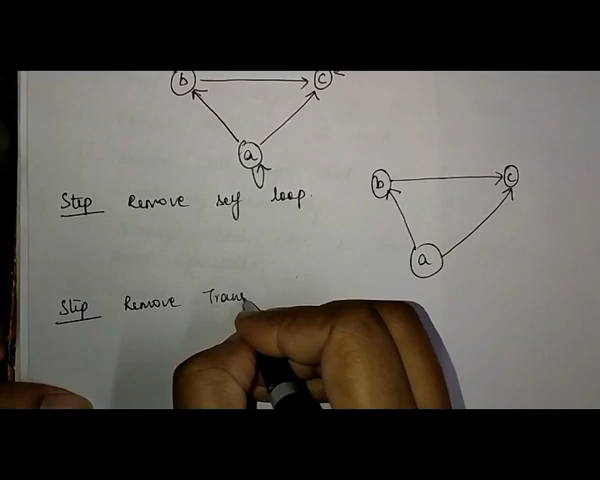 b c
a
Step Remove self loop.
b c
a
Step Remove Trans